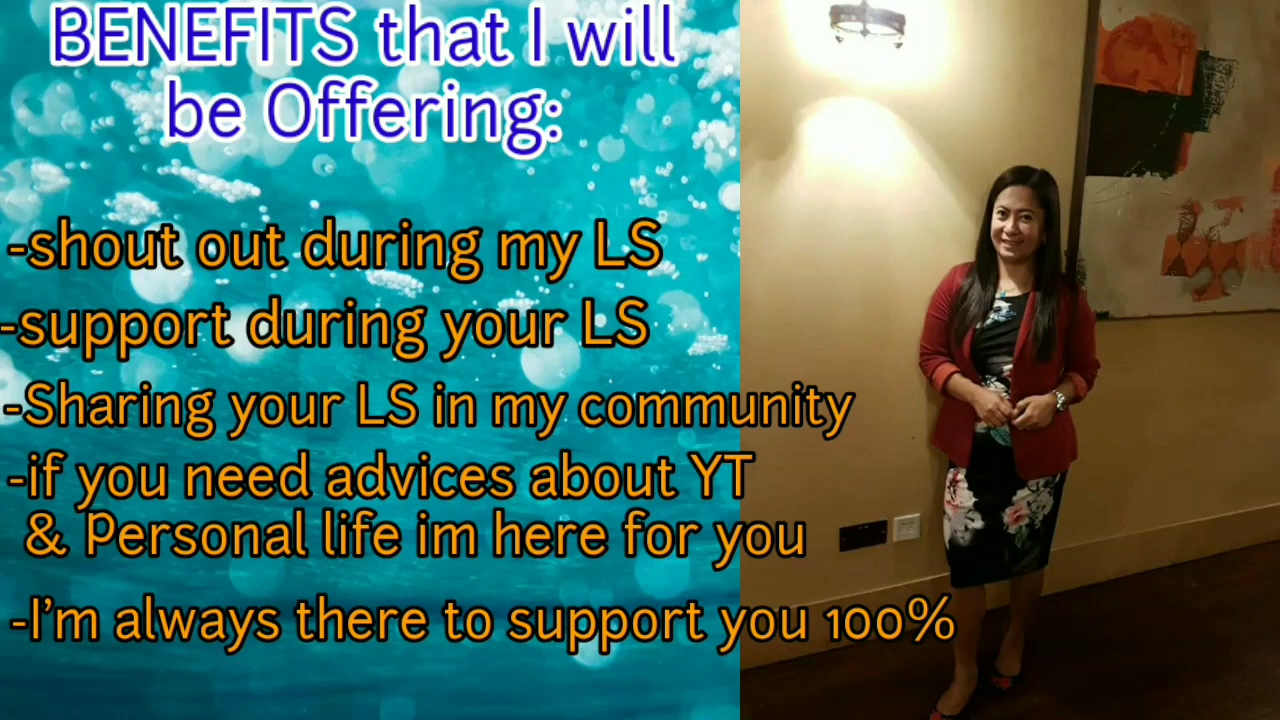 BENEFITS that I will
be Offering:
-shout out during my LS
-support during your LS
-Sharing your LS in my community
-if you need advices about YT
& Personal life im here for you
-I'm always there to support you 100%